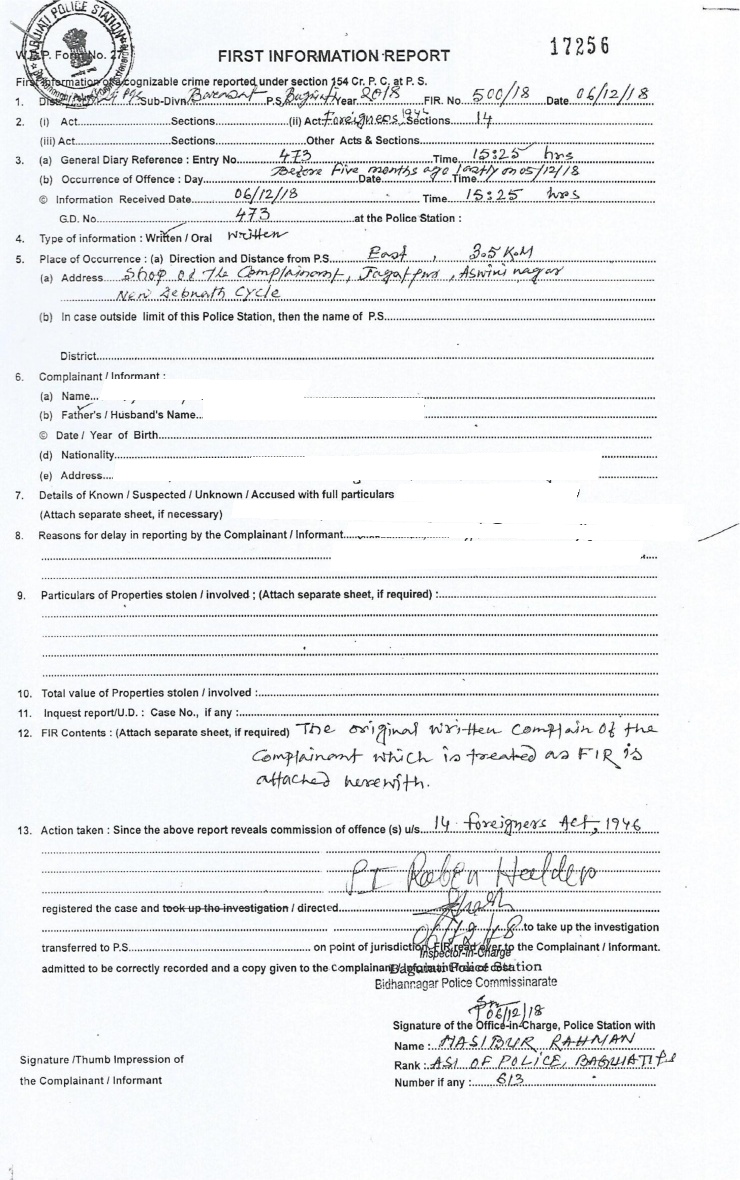 BAGUIATI POLICE STATION
17256
W.B.P. Form No. 27
FIRST INFORMATION REPORT
First information of a cognizable crime reported under section 154 Cr. P. C. at P. S.
1. Dist. Sub-Divn. Barasat P.S. Baguiati Year 2018 FIR. No 500/18 Date 06/12/18
2. (i) Act Sections (ii) Act Foreigners 1946 Sections 14
(iii) Act Sections Other Acts & Sections
3. (a) General Diary Reference : Entry No. 473 Time 15:25 hrs
(b) Occurrence of Offence : Day Before Five months ago lastly on 05/12/18 Date Time
© Information Received Date 06/12/18 Time 15:25 hrs
G.D. No 473 at the Police Station :
4. Type of information : Written / Oral written
5. Place of Occurrence : (a) Direction and Distance from P.S. East , 3.5 K.M
(a) Address Shop of the Complainant, Jagatpur, Aswininagar
New Debnath Cycle
(b) In case outside limit of this Police Station, then the name of P.S.
District
6. Complainant / Informant :
(a) Name
(b) Father's / Husband's Name
© Date / Year of Birth
(d) Nationality
(e) Address
7. Details of Known / Suspected / Unknown / Accused with full particulars
(Attach separate sheet, if necessary)
8. Reasons for delay in reporting by the Complainant / Informant
9. Particulars of Properties stolen / involved ; (Attach separate sheet, if required) :
10. Total value of Properties stolen / involved :
11. Inquest report/U.D. : Case No., if any :
12. FIR Contents : (Attach separate sheet, if required) The original written complain of the
Complainant which is treated as FIR is
attached herewith.
13. Action taken : Since the above report reveals commission of offence (s) u/s. 14 foreigners Act, 1946
PI Roben Halder
registered the case and took up the investigation / directed
06/12/18 to take up the investigation
transferred to P.S. on point of jurisdiction FIR read over to the Complainant / Informant.
Inspector-in-Charge
admitted to be correctly recorded and a copy given to the Complainant / Informant free of cost
Baguiati Police Station
Bidhannagar Police Commissinarate
06/12/18
Signature of the Office-in-Charge, Police Station with
Name : HASIBUR RAHMAN
Signature /Thumb Impression of
Rank : ASI OF POLICE, BAGUIATI PS
the Complainant / Informant
Number if any : 613